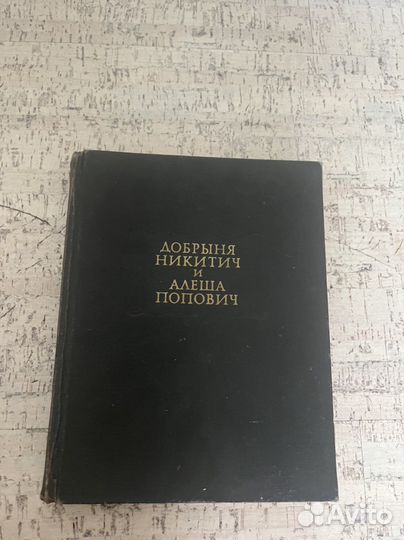 ДОБРЫНЯ
НИКИТИЧ
И
АЛЕША
ПОПОВИЧ
Avito